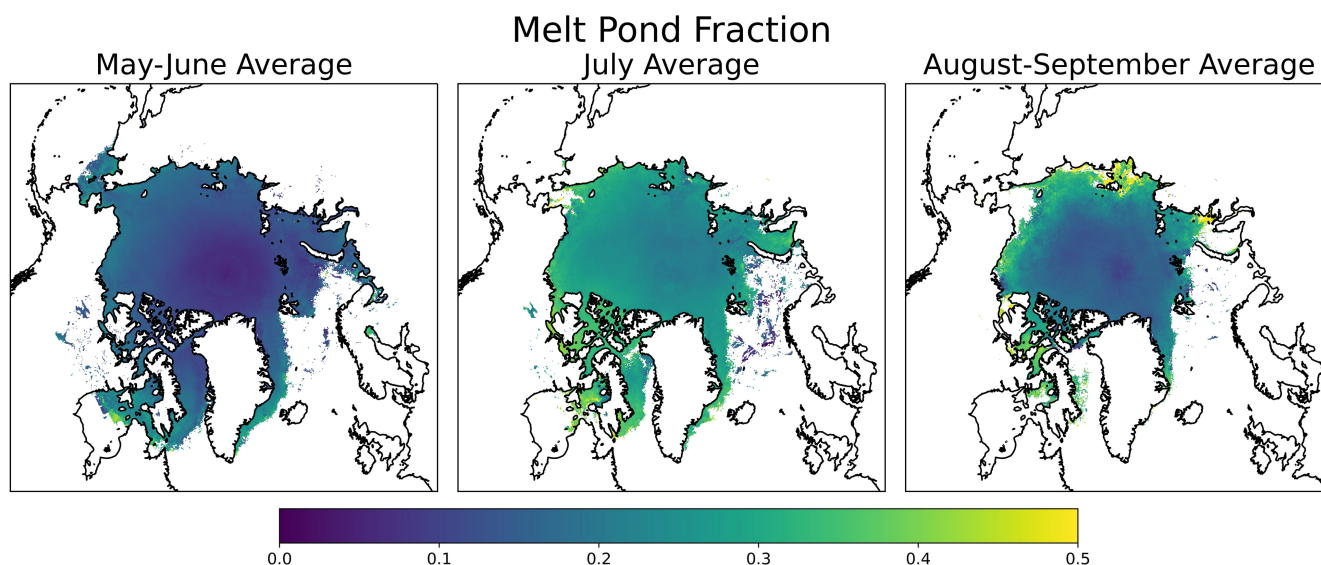 Melt Pond Fraction
May-June Average
July Average
August-September Average
0.0 0.1 0.2 0.3 0.4 0.5